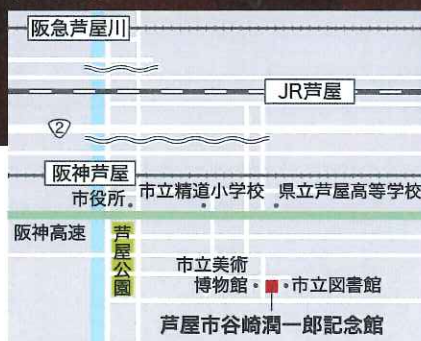 阪急芦屋川
JR芦屋
2
阪神芦屋
市役所
市立精道小学校
県立芦屋高等学校
阪神高速
芦屋公園
市立美術
博物館
市立図書館
芦屋市谷崎潤一郎記念館